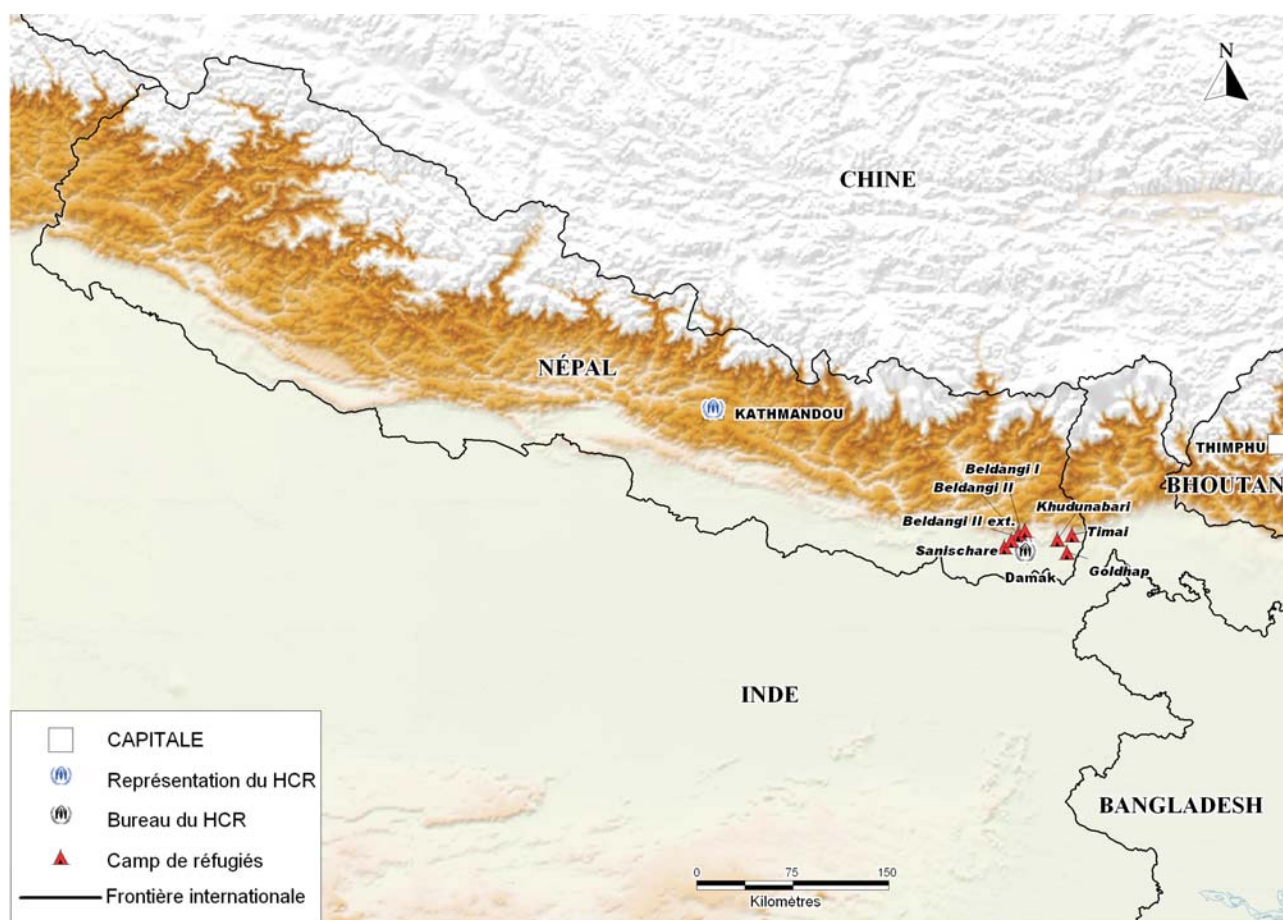 N
CHINE
NÉPAL
KATHMANDOU
THIMPHU
BHOUTAN
Beldangi I
Beldangi II
Khudunabari
Beldangi II ext.
Timai
Sanischare
Goldhap
Damak
INDE
BANGLADESH
CAPITALE
Représentation du HCR
Bureau du HCR
Camp de réfugiés
Frontière internationale
0 75 150
Kilomètres